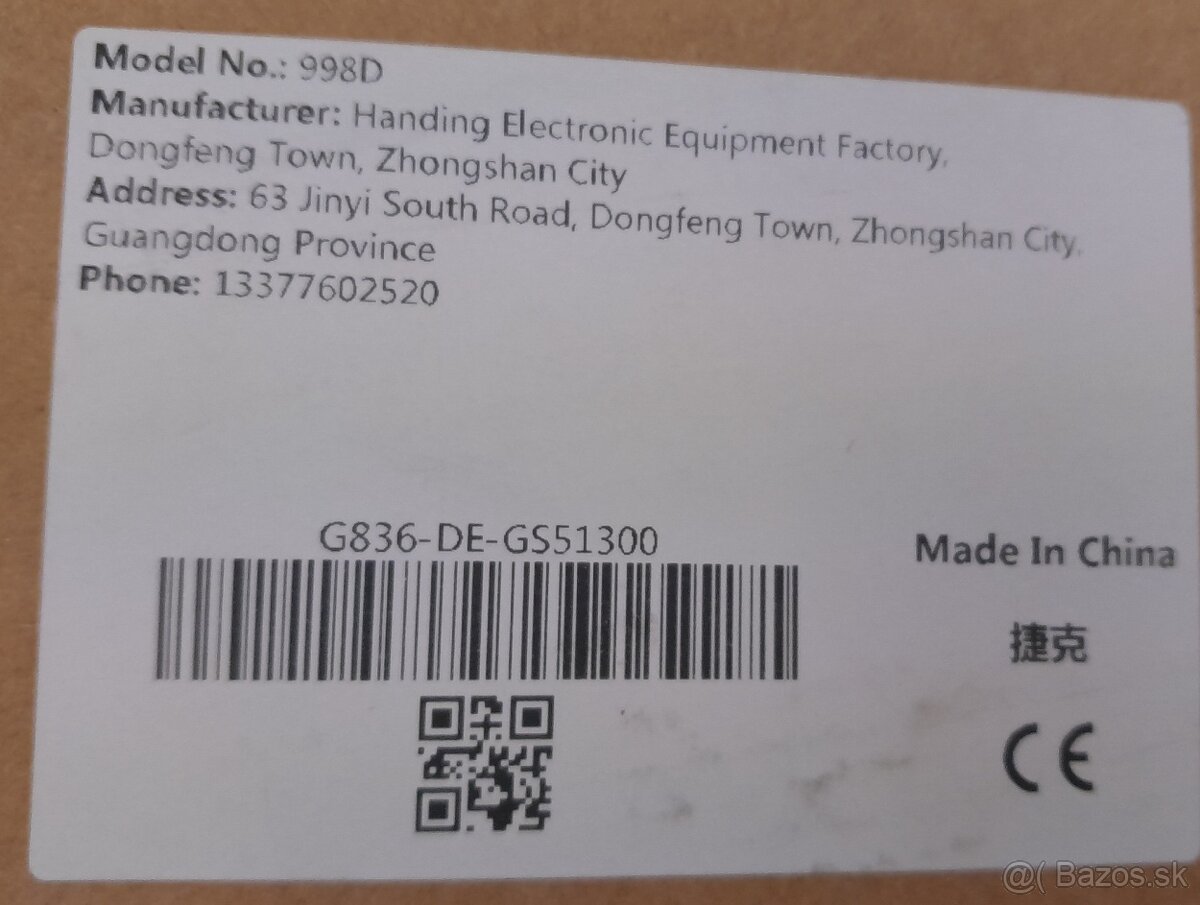 Model No.: 998D
Manufacturer: Handing Electronic Equipment Factory,
Dongfeng Town, Zhongshan City
Address: 63 Jinyi South Road, Dongfeng Town, Zhongshan City,
Guangdong Province
Phone: 13377602520
G836-DE-GS51300
Made In China
捷克
CE
@( Bazos.sk